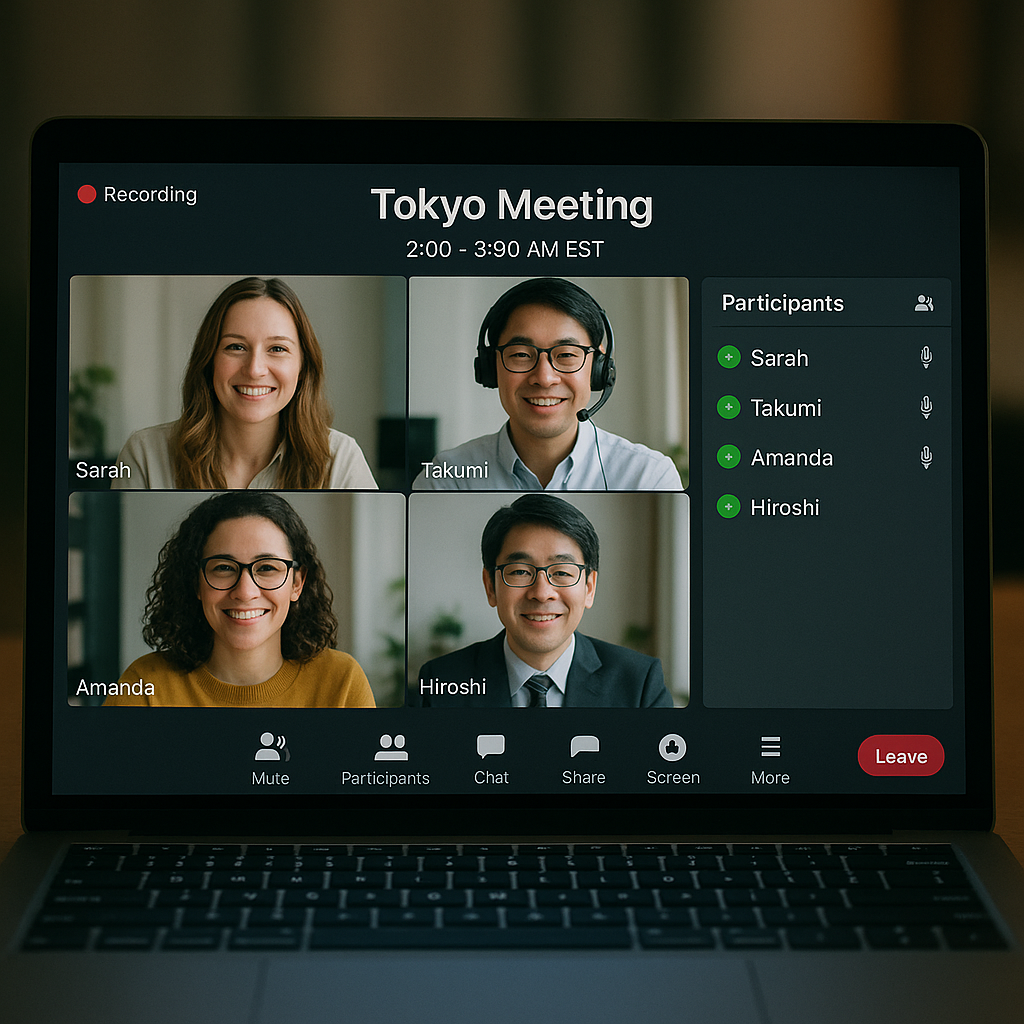 Recording
Tokyo Meeting
2:00 - 3:90 AM EST
Sarah
Takumi
Amanda
Hiroshi
Participants
Sarah
Takumi
Amanda
Hiroshi
Mute
Participants
Chat
Share
Screen
More
Leave